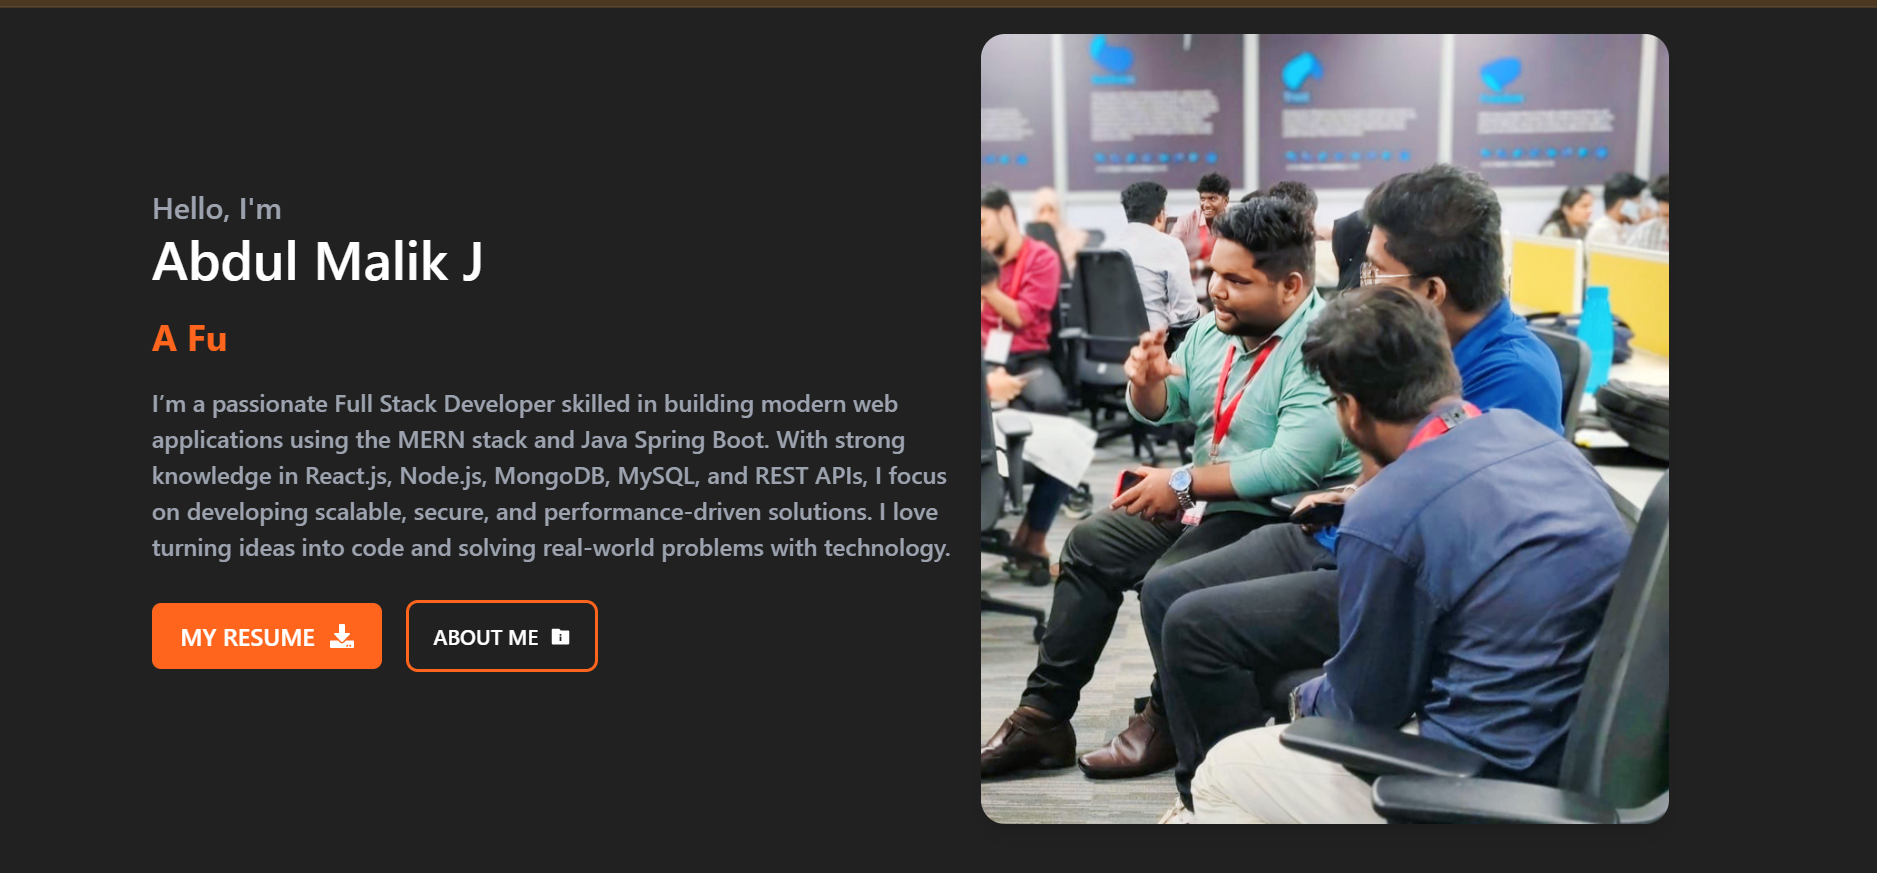 Hello, I'm
Abdul Malik J
A Fu
I’m a passionate Full Stack Developer skilled in building modern web
applications using the MERN stack and Java Spring Boot. With strong
knowledge in React.js, Node.js, MongoDB, MySQL, and REST APIs, I focus
on developing scalable, secure, and performance-driven solutions. I love
turning ideas into code and solving real-world problems with technology.
MY RESUME
ABOUT ME